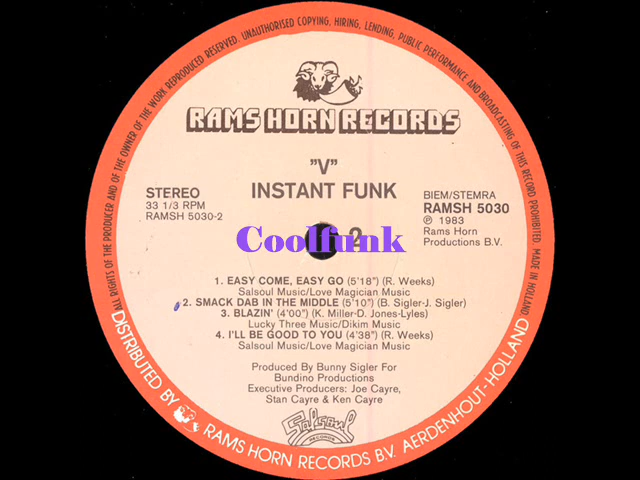 ALL RIGHTS OF THE PRODUCER AND OF THE OWNER OF THE WORK REPRODUCED RESERVED. UNAUTHORISED COPYING, HIRING, LENDING, PUBLIC PERFORMANCE AND BROADCASTING OF THIS RECORD PROHIBITED. MADE IN HOLLAND.
RAMS HORN RECORDS
"V"
INSTANT FUNK
STEREO
33 1/3 RPM
RAMSH 5030-2
BIEM/STEMRA
RAMSH 5030
℗ 1983
Rams Horn
Productions B.V.
2
Coolfunk
1. EASY COME, EASY GO (5'18") (R. Weeks)
Salsoul Music/Love Magician Music
2. SMACK DAB IN THE MIDDLE (5'10") (B. Sigler-J. Sigler)
3. BLAZIN' (4'00") (K. Miller-D. Jones-Lyles)
Lucky Three Music/Dikim Music
4. I'LL BE GOOD TO YOU (4'38") (R. Weeks)
Salsoul Music/Love Magician Music
Produced By Bunny Sigler For
Bundino Productions
Executive Producers: Joe Cayre,
Stan Cayre & Ken Cayre
Salsoul
RECORDS
DISTRIBUTED BY RAMS HORN RECORDS B.V. AERDENHOUT-HOLLAND